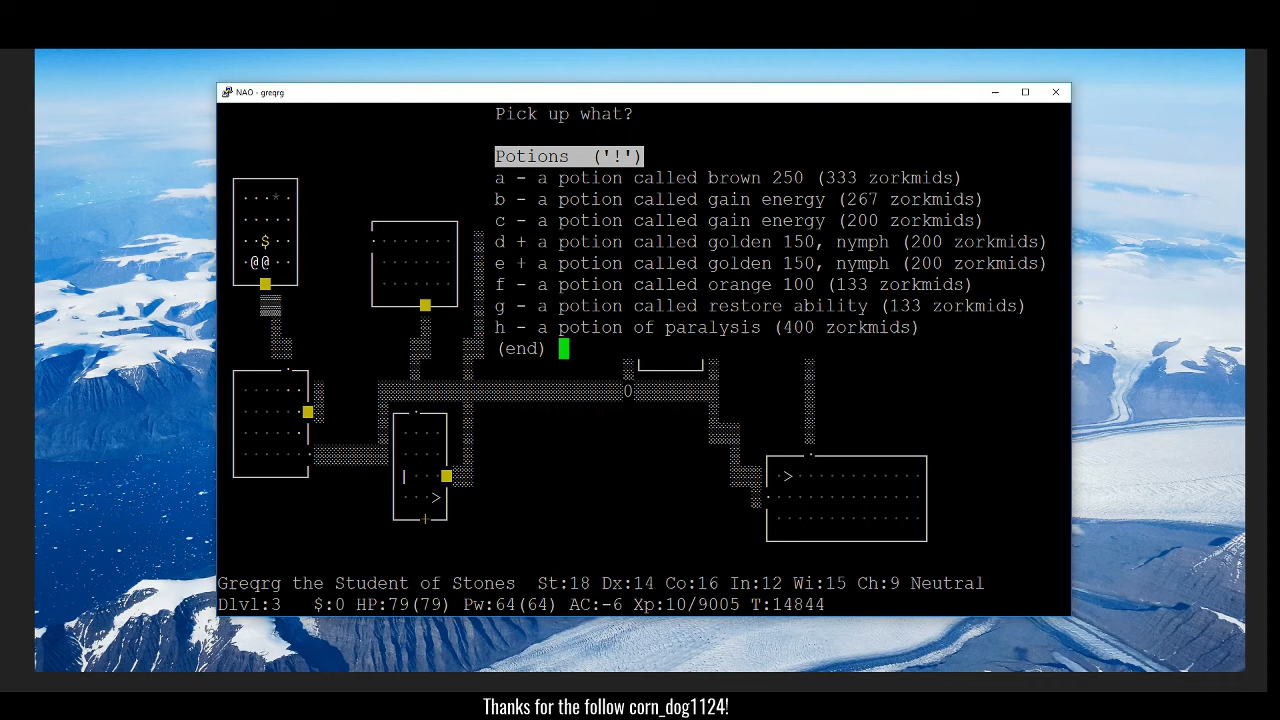 NAO - greqrg
Pick up what?
Potions ('!')
a - a potion called brown 250 (333 zorkmids)
b - a potion called gain energy (267 zorkmids)
c - a potion called gain energy (200 zorkmids)
d + a potion called golden 150, nymph (200 zorkmids)
e + a potion called golden 150, nymph (200 zorkmids)
f - a potion called orange 100 (133 zorkmids)
g - a potion called restore ability (133 zorkmids)
h - a potion of paralysis (400 zorkmids)
(end)
Greqrg the Student of Stones St:18 Dx:14 Co:16 In:12 Wi:15 Ch:9 Neutral
Dlvl:3 $:0 HP:79(79) Pw:64(64) AC:-6 Xp:10/9005 T:14844
Thanks for the follow corn_dog1124!